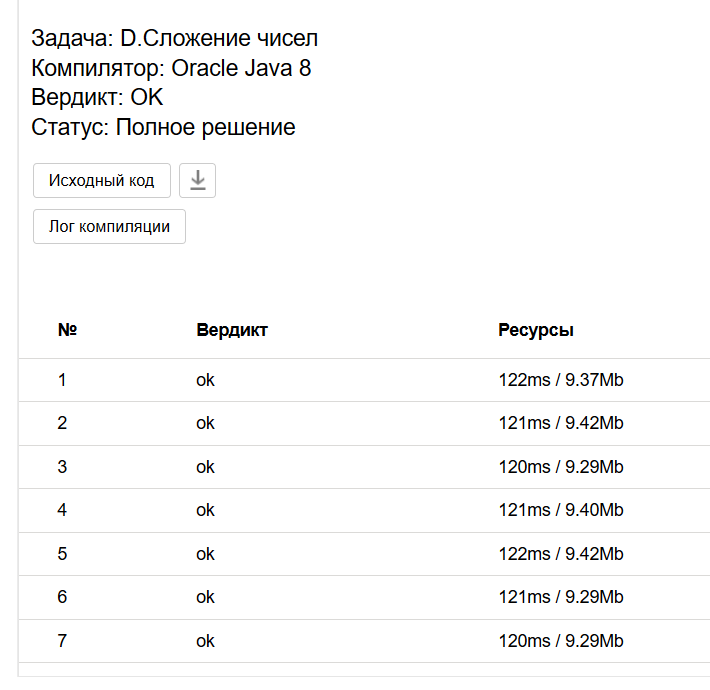 Задача: D.Сложение чисел
Компилятор: Oracle Java 8
Вердикт: OK
Статус: Полное решение
Исходный код
Лог компиляции
№ Вердикт Ресурсы
1 ok 122ms / 9.37Mb
2 ok 121ms / 9.42Mb
3 ok 120ms / 9.29Mb
4 ok 121ms / 9.40Mb
5 ok 122ms / 9.42Mb
6 ok 121ms / 9.29Mb
7 ok 120ms / 9.29Mb